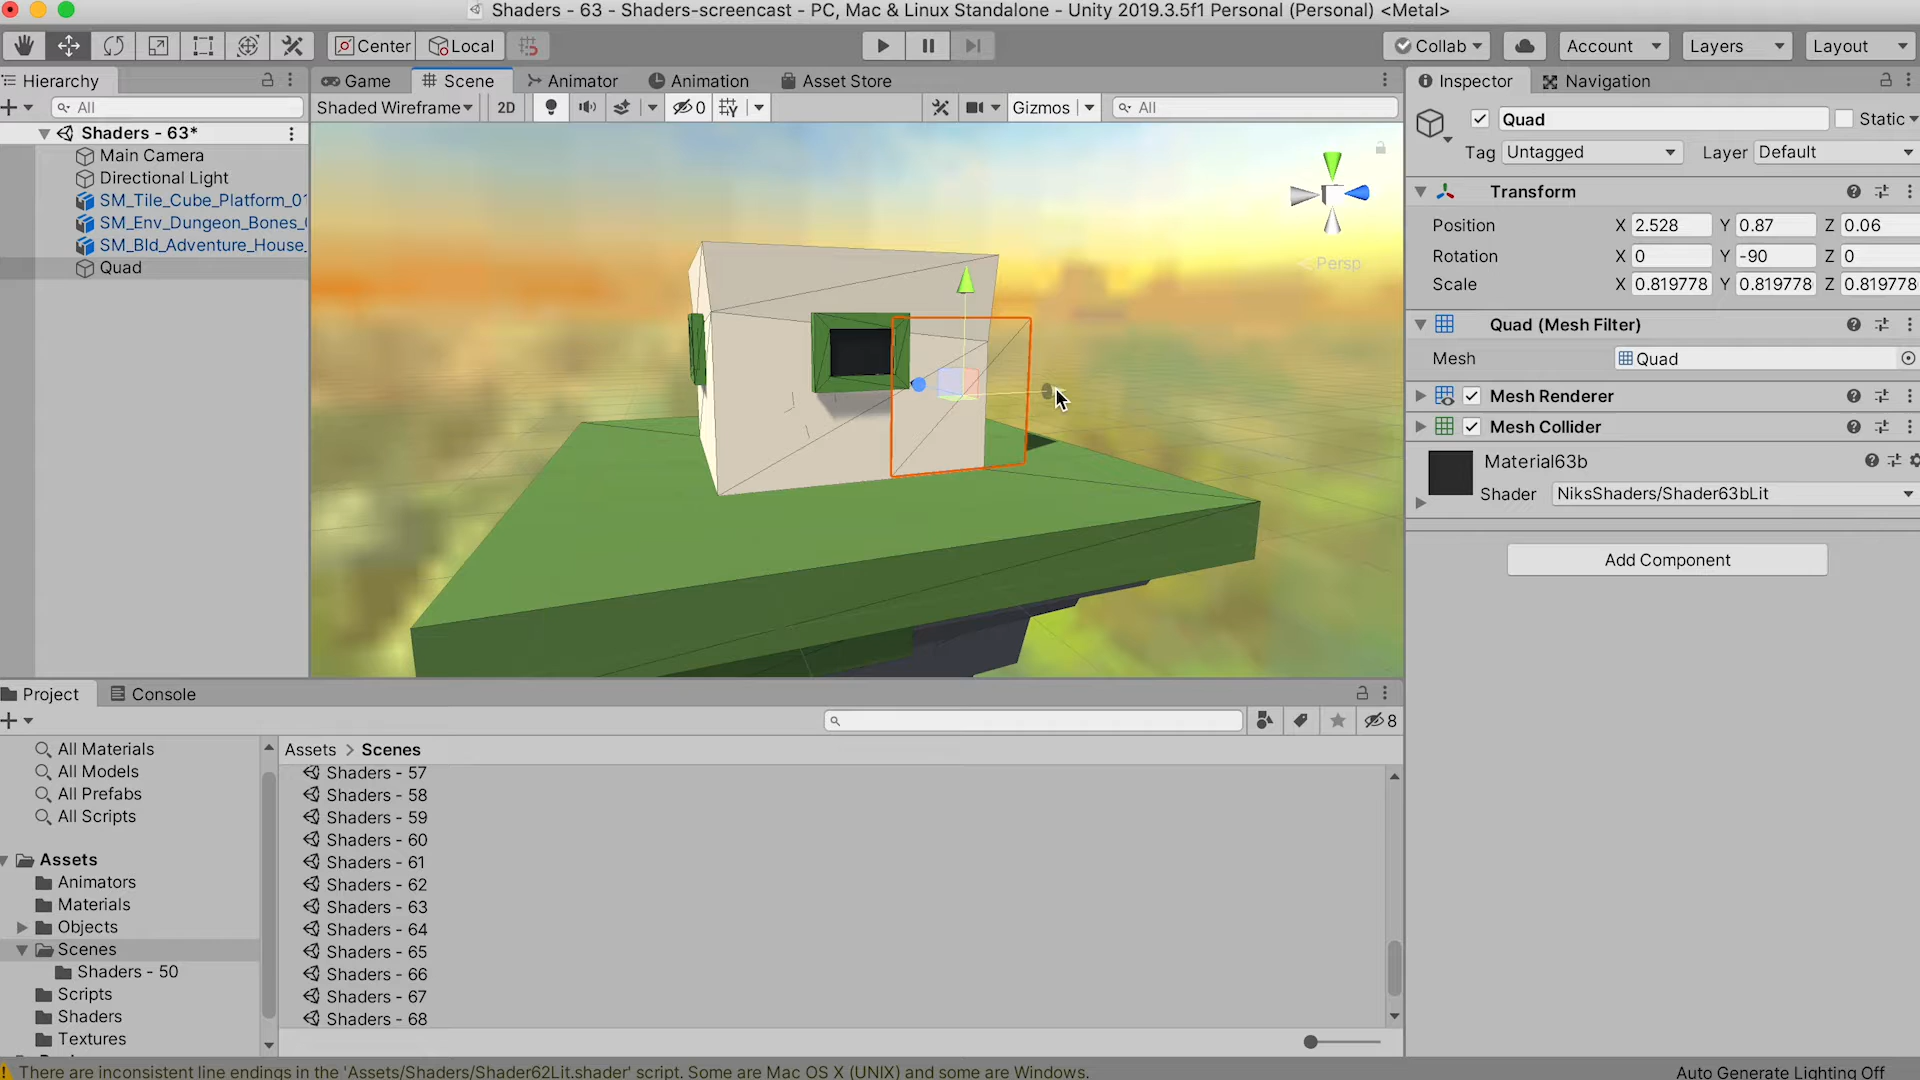 Shaders - 63 - Shaders-screencast - PC, Mac & Linux Standalone - Unity 2019.3.5f1 Personal (Personal) <Metal>
Center Local Collab Account Layers Layout
Hierarchy Game Scene Animator Animation Asset Store Inspector Navigation
All Shaded Wireframe 2D 0 Gizmos All
Quad Static
Shaders - 63*
Main Camera
Directional Light
SM_Tile_Cube_Platform_01
SM_Env_Dungeon_Bones_
SM_Bld_Adventure_House_
Quad
Persp
Tag Untagged Layer Default
Transform
Position X 2.528 Y 0.87 Z 0.06
Rotation X 0 Y -90 Z 0
Scale X 0.819778 Y 0.819778 Z 0.819778
Quad (Mesh Filter)
Mesh Quad
Mesh Renderer
Mesh Collider
Material63b
Shader NiksShaders/Shader63bLit
Add Component
Project Console
8
All Materials
All Models
All Prefabs
All Scripts
Assets
Animators
Materials
Objects
Scenes
Shaders - 50
Scripts
Shaders
Textures
Assets > Scenes
Shaders - 57
Shaders - 58
Shaders - 59
Shaders - 60
Shaders - 61
Shaders - 62
Shaders - 63
Shaders - 64
Shaders - 65
Shaders - 66
Shaders - 67
Shaders - 68
There are inconsistent line endings in the 'Assets/Shaders/Shader62Lit.shader' script. Some are Mac OS X (UNIX) and some are Windows.
Auto Generate Lighting Off